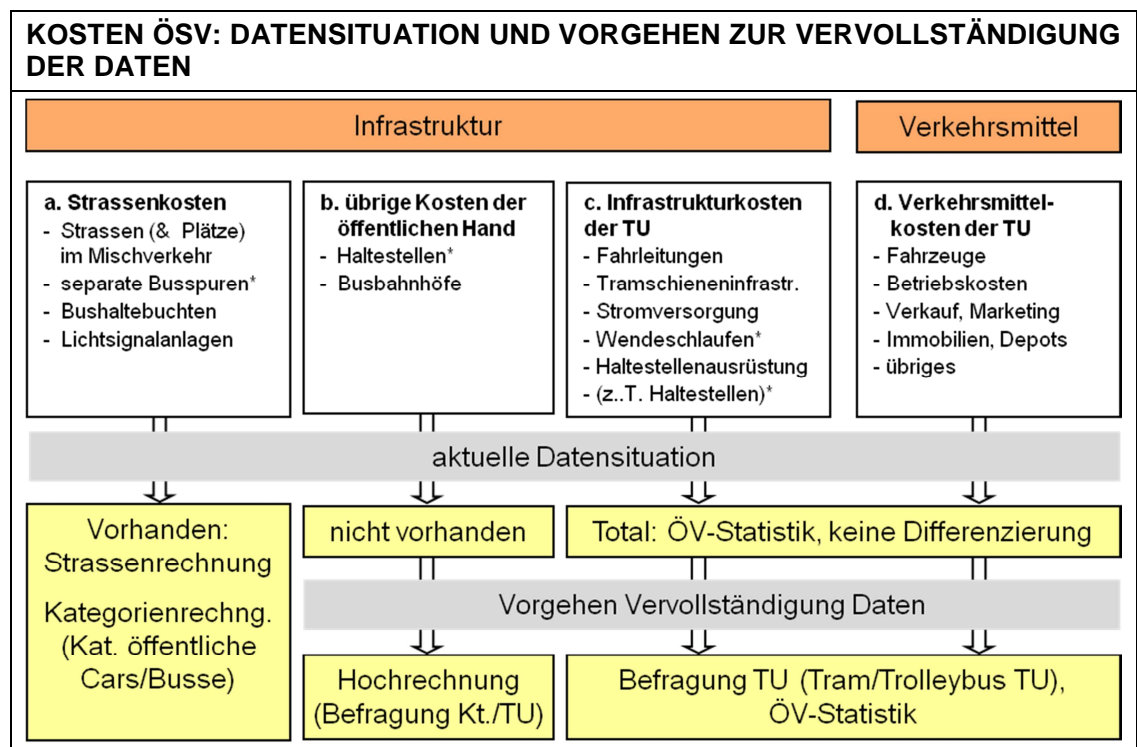 KOSTEN ÖSV: DATENSITUATION UND VORGEHEN ZUR VERVOLLSTÄNDIGUNG
DER DATEN
Infrastruktur
Verkehrsmittel
a. Strassenkosten
- Strassen (& Plätze)
im Mischverkehr
- separate Busspuren*
- Bushaltebuchten
- Lichtsignalanlagen
b. übrige Kosten der
öffentlichen Hand
- Haltestellen*
- Busbahnhöfe
c. Infrastrukturkosten
der TU
- Fahrleitungen
- Tramschieneninfrastr.
- Stromversorgung
- Wendeschlaufen*
- Haltestellenausrüstung
- (z..T. Haltestellen)*
d. Verkehrsmittel-
kosten der TU
- Fahrzeuge
- Betriebskosten
- Verkauf, Marketing
- Immobilien, Depots
- übriges
aktuelle Datensituation
Vorhanden:
Strassenrechnung
Kategorienrechng.
(Kat. öffentliche
Cars/Busse)
nicht vorhanden
Total: ÖV-Statistik, keine Differenzierung
Vorgehen Vervollständigung Daten
Hochrechnung
(Befragung Kt./TU)
Befragung TU (Tram/Trolleybus TU),
ÖV-Statistik